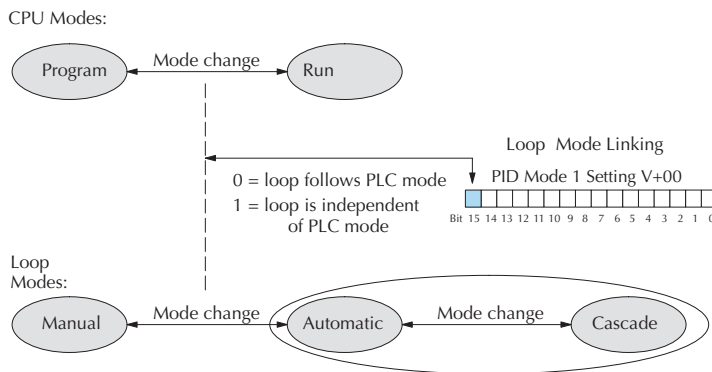 CPU Modes:
Program
Mode change
Run
Loop Mode Linking
0 = loop follows PLC mode
1 = loop is independent
of PLC mode
PID Mode 1 Setting V+00
Bit 15 14 13 12 11 10 9 8 7 6 5 4 3 2 1 0
Loop
Modes:
Manual
Mode change
Automatic
Mode change
Cascade